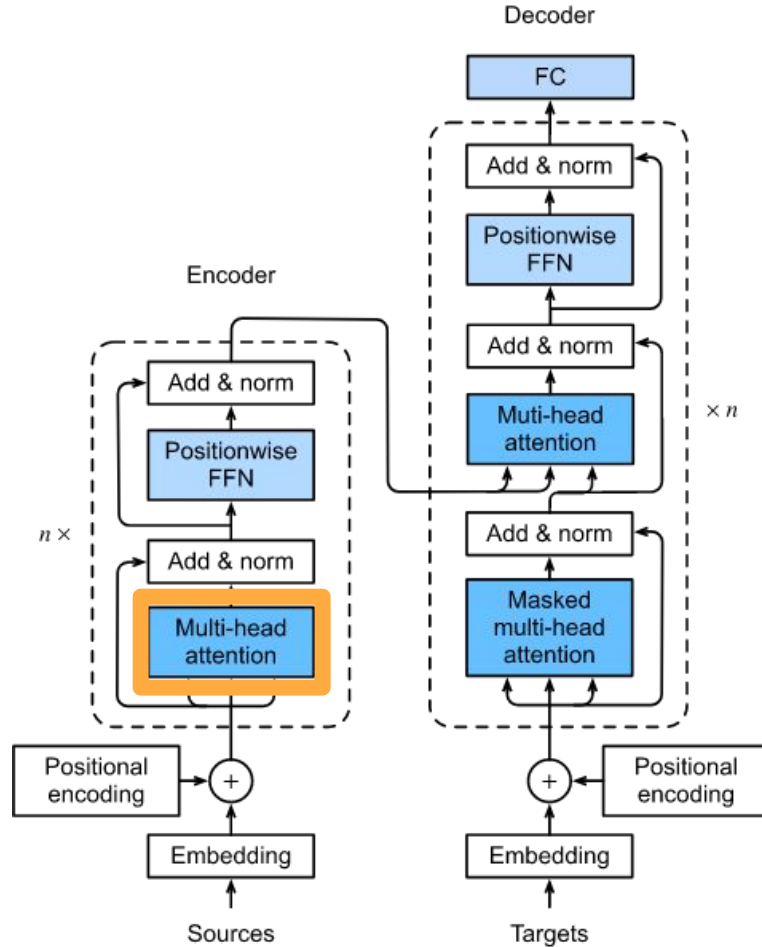 Decoder
FC
Add & norm
Positionwise
FFN
Add & norm
Muti-head
attention
× n
Add & norm
Masked
multi-head
attention
Positional
encoding
+
Embedding
Targets
Encoder
Add & norm
Positionwise
FFN
n ×
Add & norm
Multi-head
attention
Positional
encoding
+
Embedding
Sources